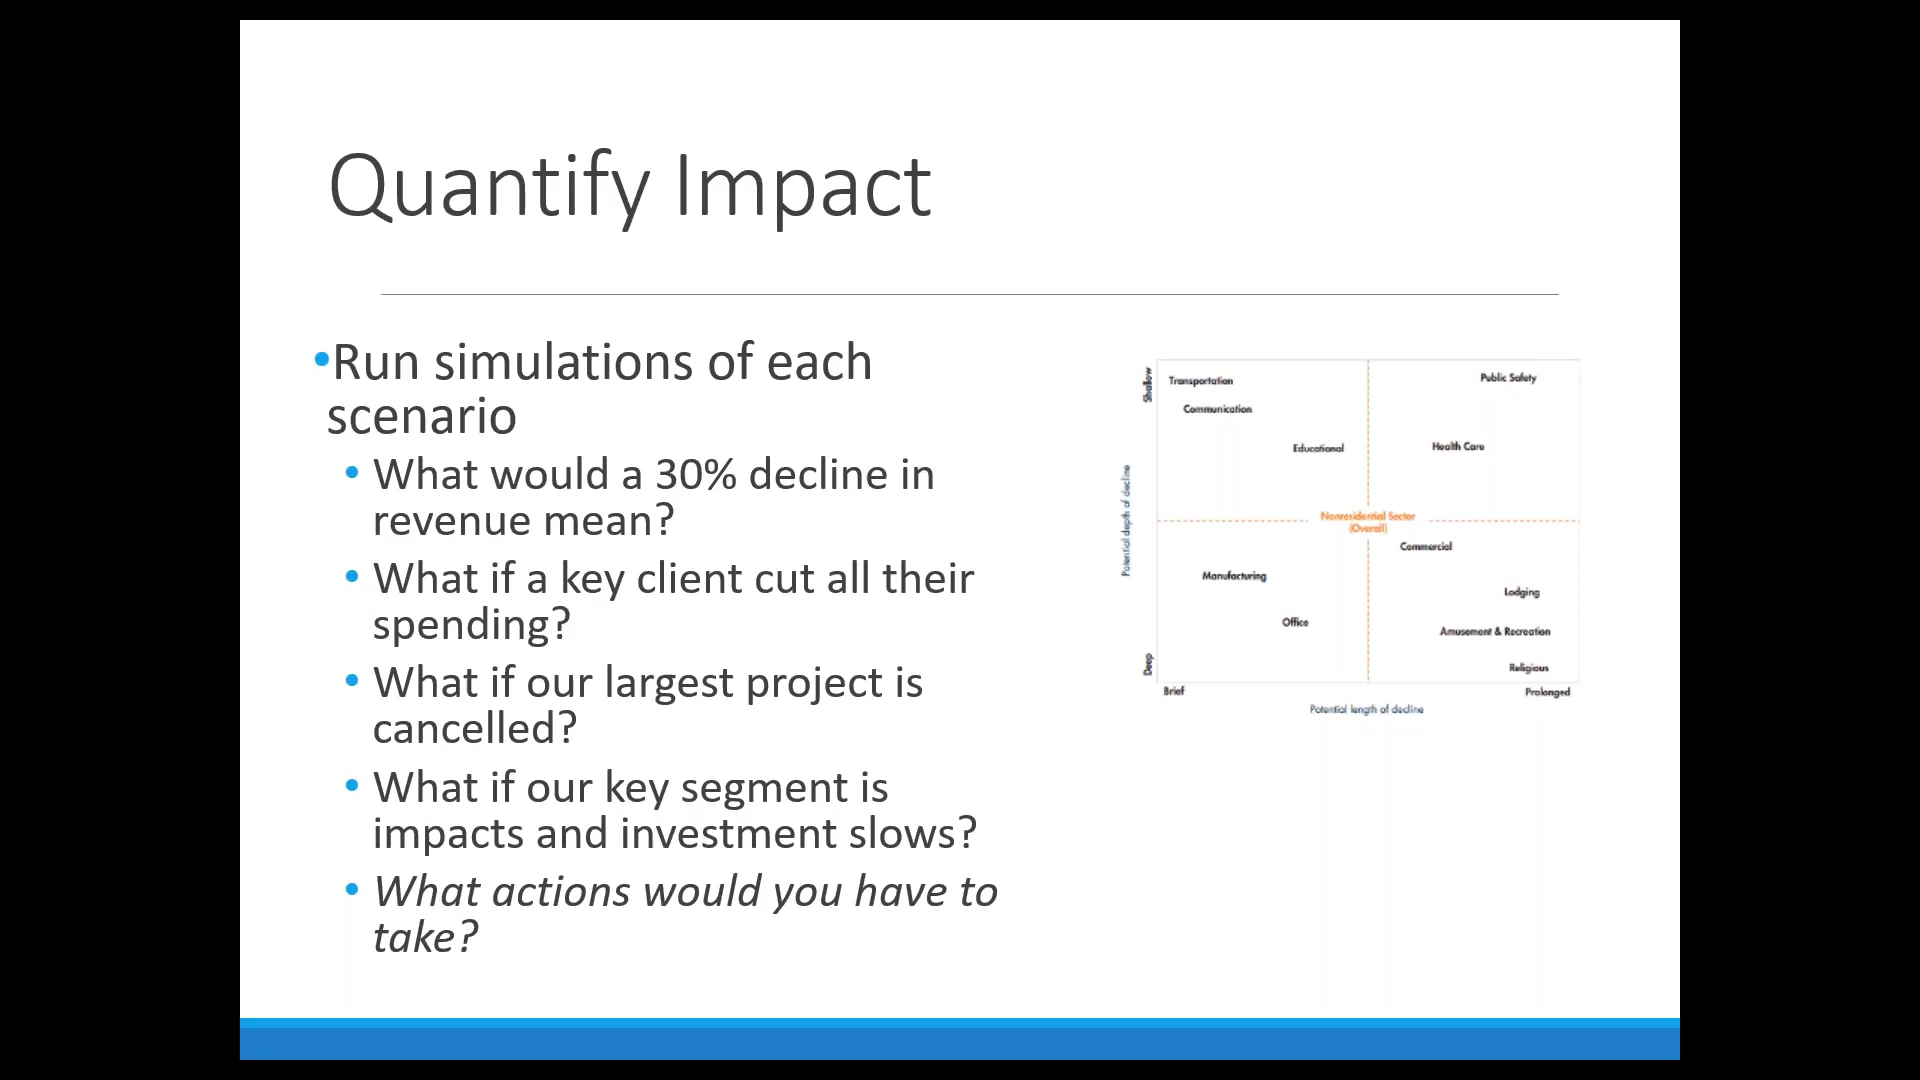 Quantify Impact
•Run simulations of each
scenario
• What would a 30% decline in
revenue mean?
• What if a key client cut all their
spending?
• What if our largest project is
cancelled?
• What if our key segment is
impacts and investment slows?
• What actions would you have to
take?
Shallow
Potential depth of decline
Deep
Transportation
Communication
Educational
Public Safety
Health Care
Nonresidential Sector
(Overall)
Manufacturing
Office
Commercial
Lodging
Amusement & Recreation
Religious
Brief
Prolonged
Potential length of decline